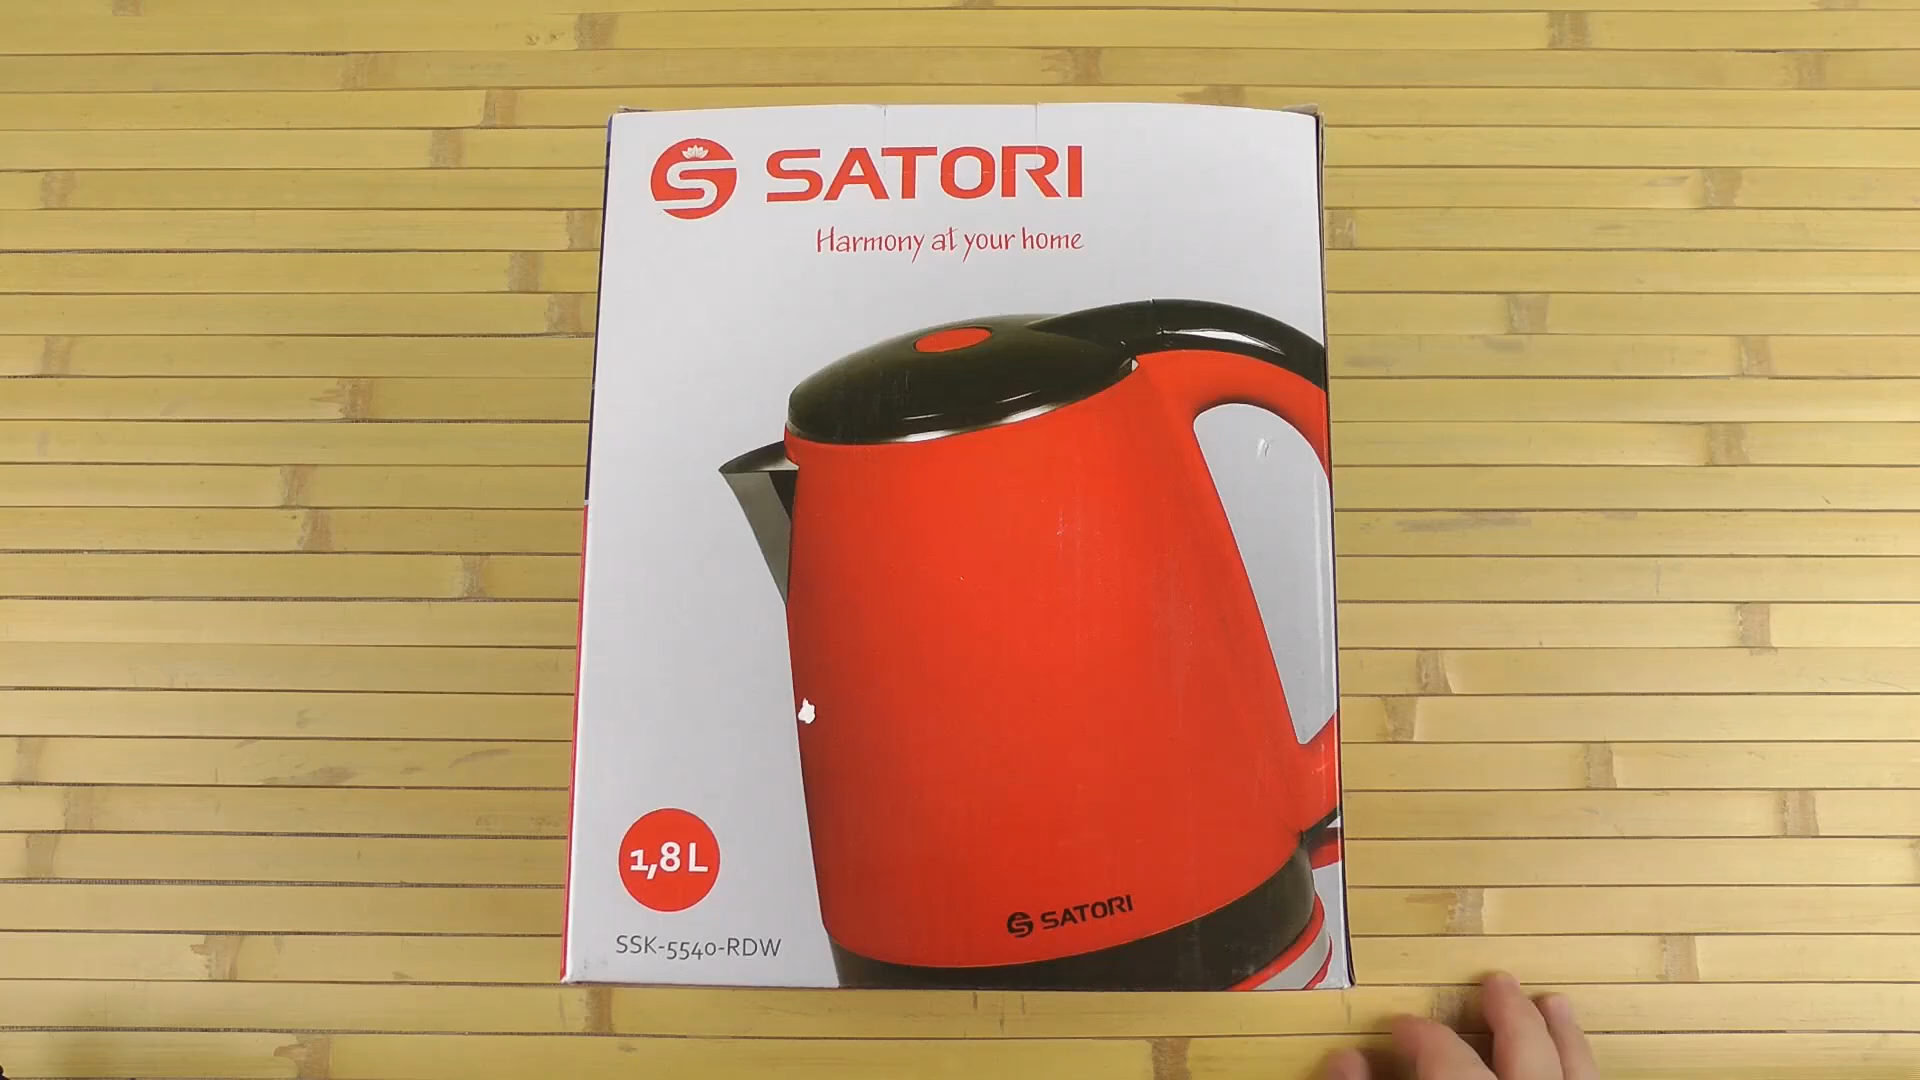 SATORI
Harmony at your home
1,8 L
SATORI
SSK-5540-RDW